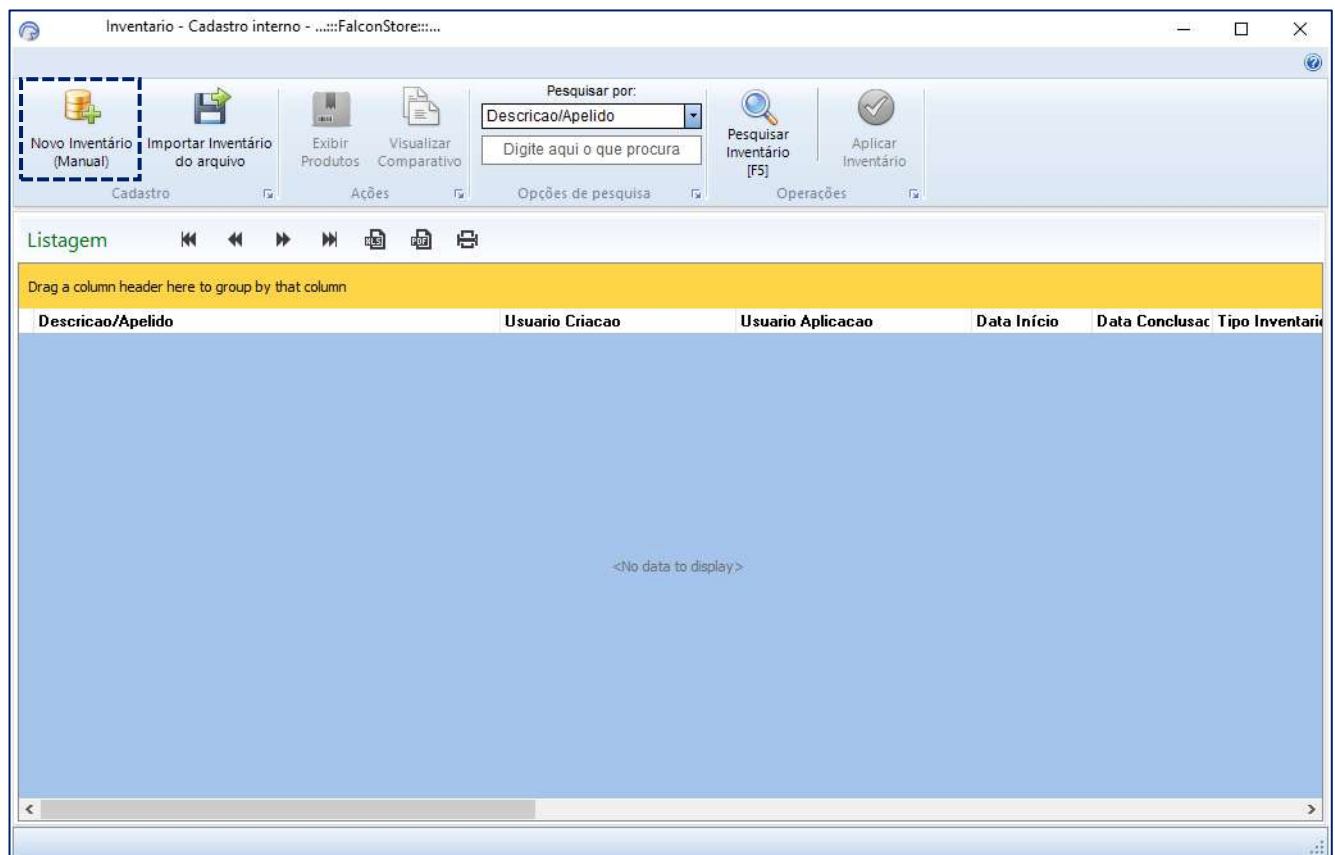 Inventario - Cadastro interno - ...:::FalconStore:::...
Novo Inventário
(Manual)
Importar Inventário
do arquivo
Cadastro
Exibir
Produtos
Visualizar
Comparativo
Ações
Pesquisar por:
Descricao/Apelido
Digite aqui o que procura
Opções de pesquisa
Pesquisar
Inventário
[F5]
Aplicar
Inventário
Operações
Listagem
XLS
PDF
Drag a column header here to group by that column
Descricao/Apelido Usuario Criacao Usuario Aplicacao Data Início Data Conclusac Tipo Inventario
<No data to display>